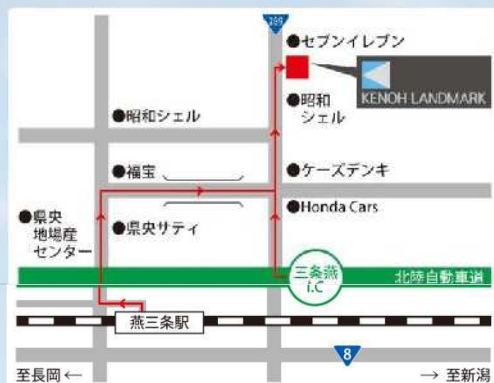 289
●セブンイレブン
KENOH LANDMARK
●昭和
シェル
●昭和シェル
●福宝
●ケーズデンキ
●県央
地場産
センター
●県央サティ
●Honda Cars
三条燕
I.C
北陸自動車道
燕三条駅
8
至長岡←
→ 至新潟